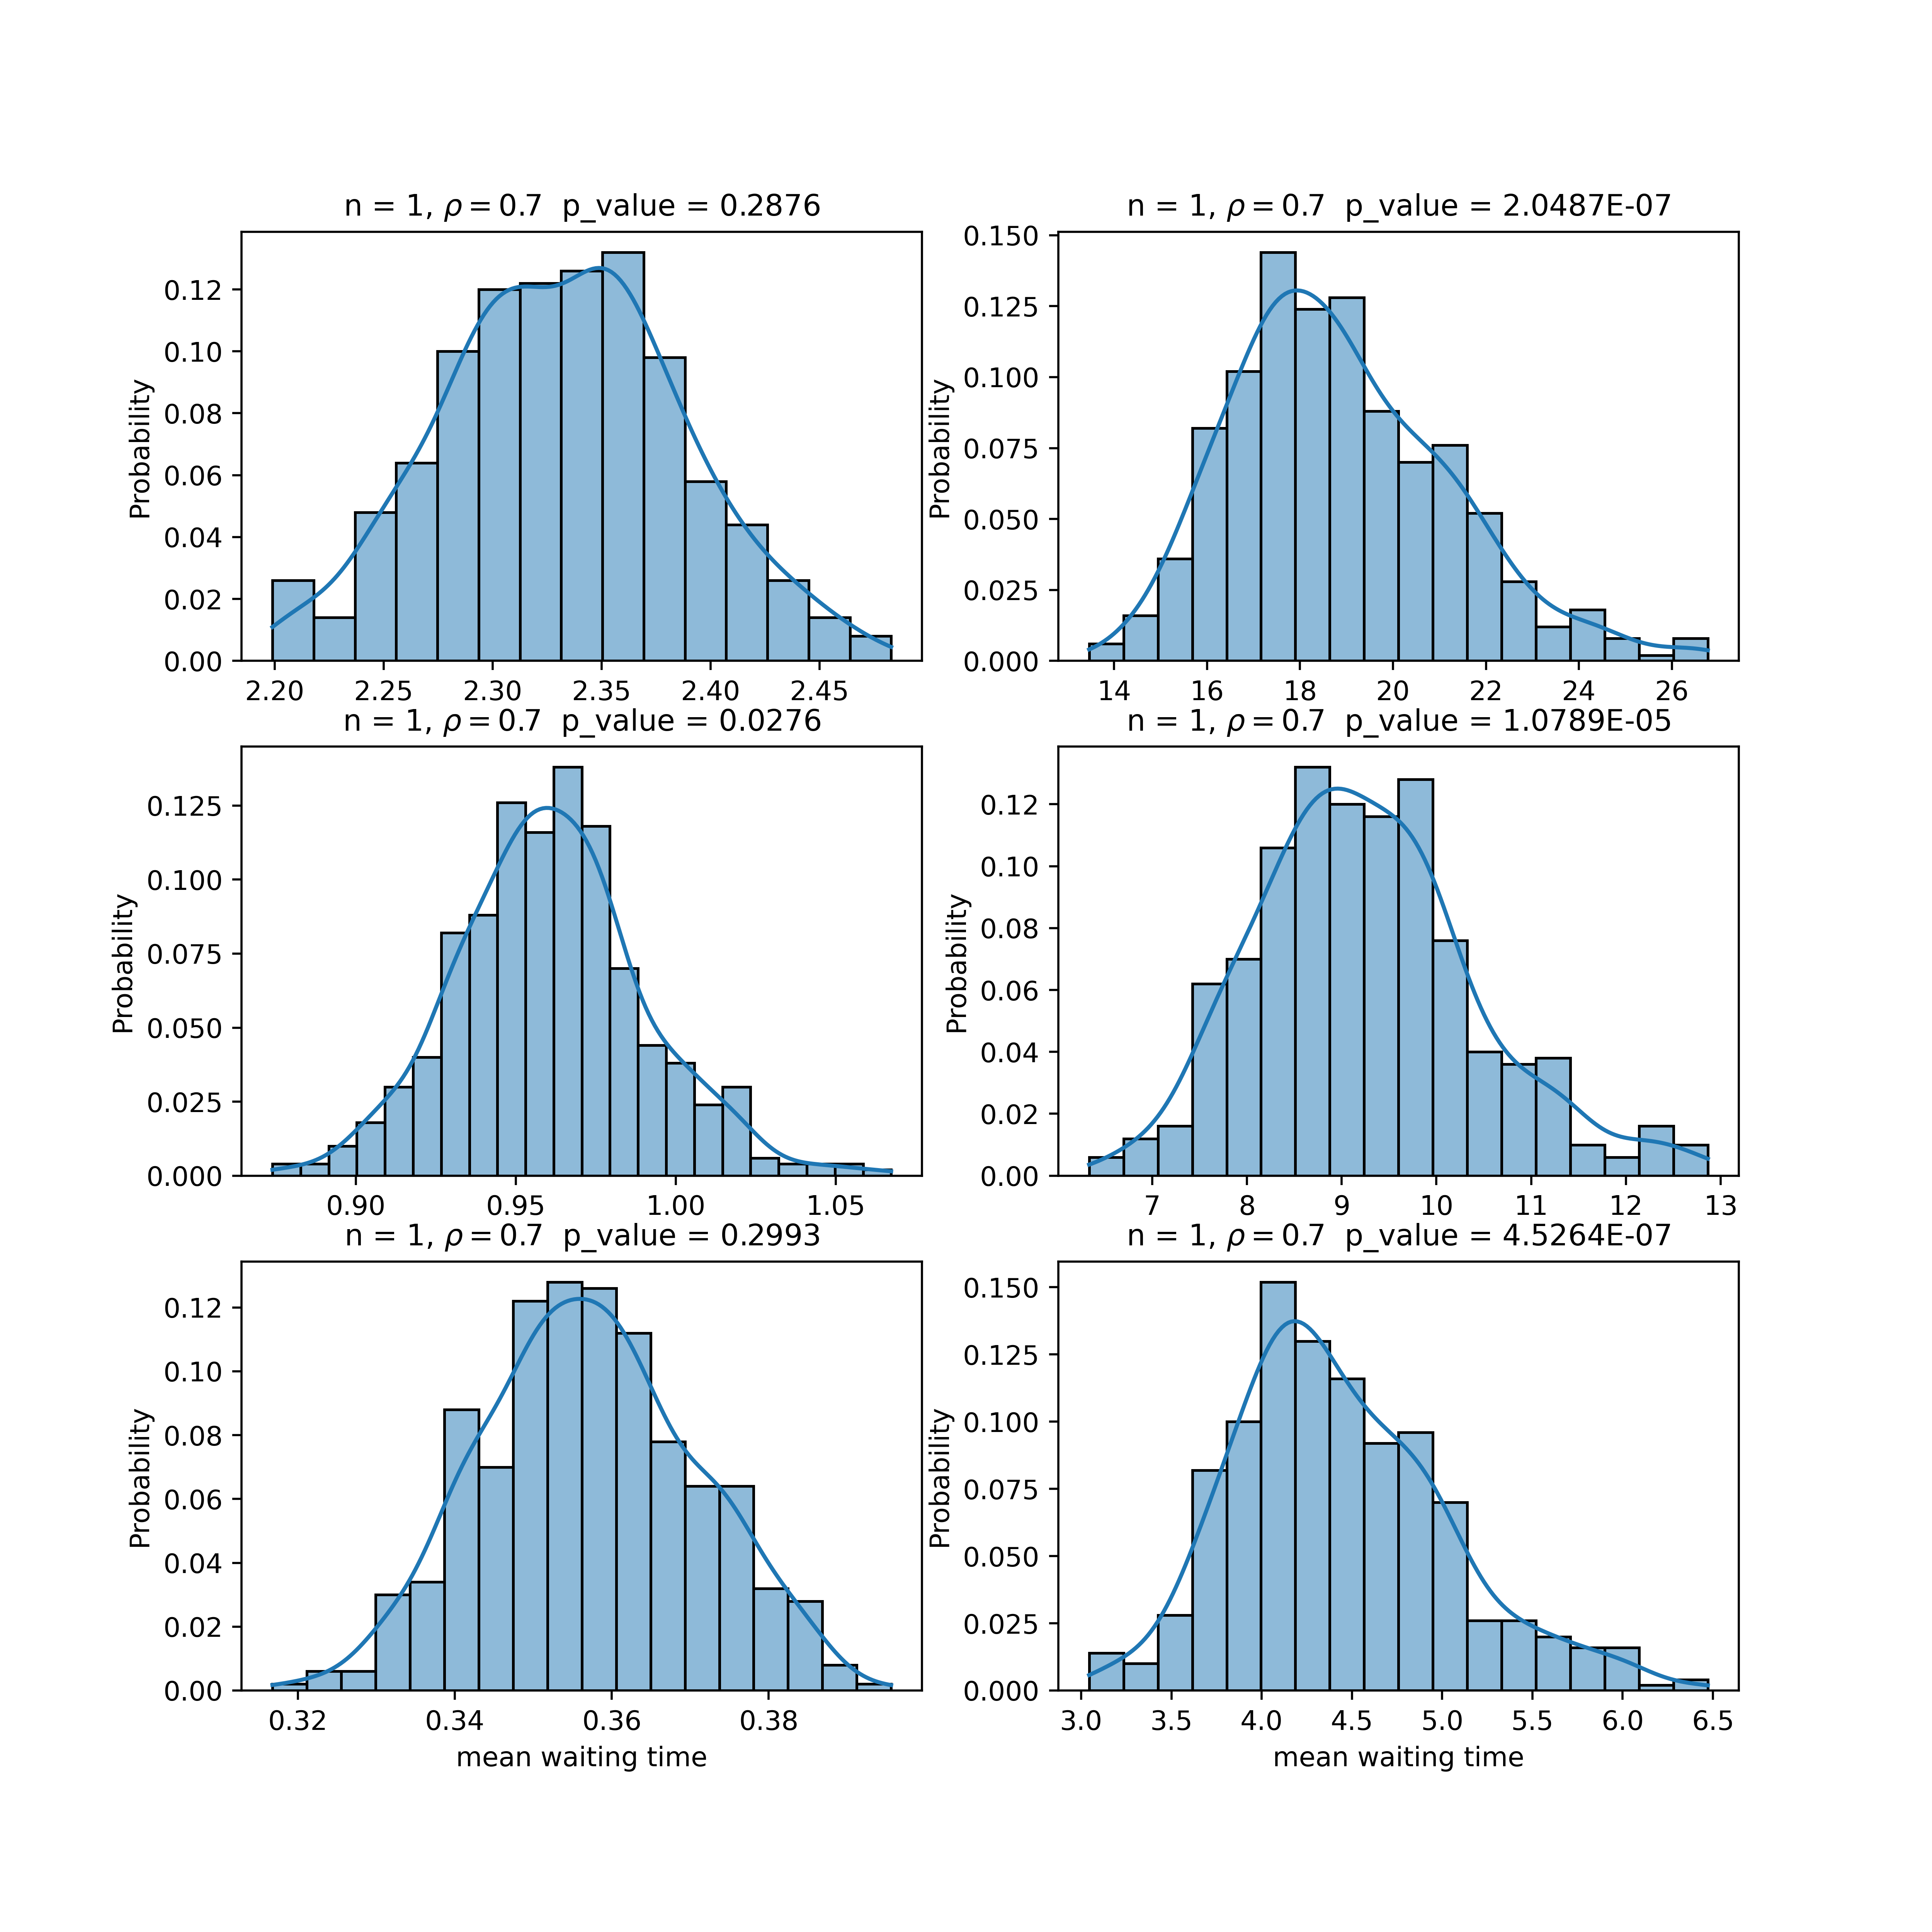 n = 1, ρ = 0.7 p_value = 0.2876
Probability
0.12
0.10
0.08
0.06
0.04
0.02
0.00
2.20 2.25 2.30 2.35 2.40 2.45
n = 1, ρ = 0.7 p_value = 2.0487E-07
Probability
0.150
0.125
0.100
0.075
0.050
0.025
0.000
14 16 18 20 22 24 26
n = 1, ρ = 0.7 p_value = 0.0276
Probability
0.125
0.100
0.075
0.050
0.025
0.000
0.90 0.95 1.00 1.05
n = 1, ρ = 0.7 p_value = 1.0789E-05
Probability
0.12
0.10
0.08
0.06
0.04
0.02
0.00
7 8 9 10 11 12 13
n = 1, ρ = 0.7 p_value = 0.2993
Probability
0.12
0.10
0.08
0.06
0.04
0.02
0.00
0.32 0.34 0.36 0.38
mean waiting time
n = 1, ρ = 0.7 p_value = 4.5264E-07
Probability
0.150
0.125
0.100
0.075
0.050
0.025
0.000
3.0 3.5 4.0 4.5 5.0 5.5 6.0 6.5
mean waiting time